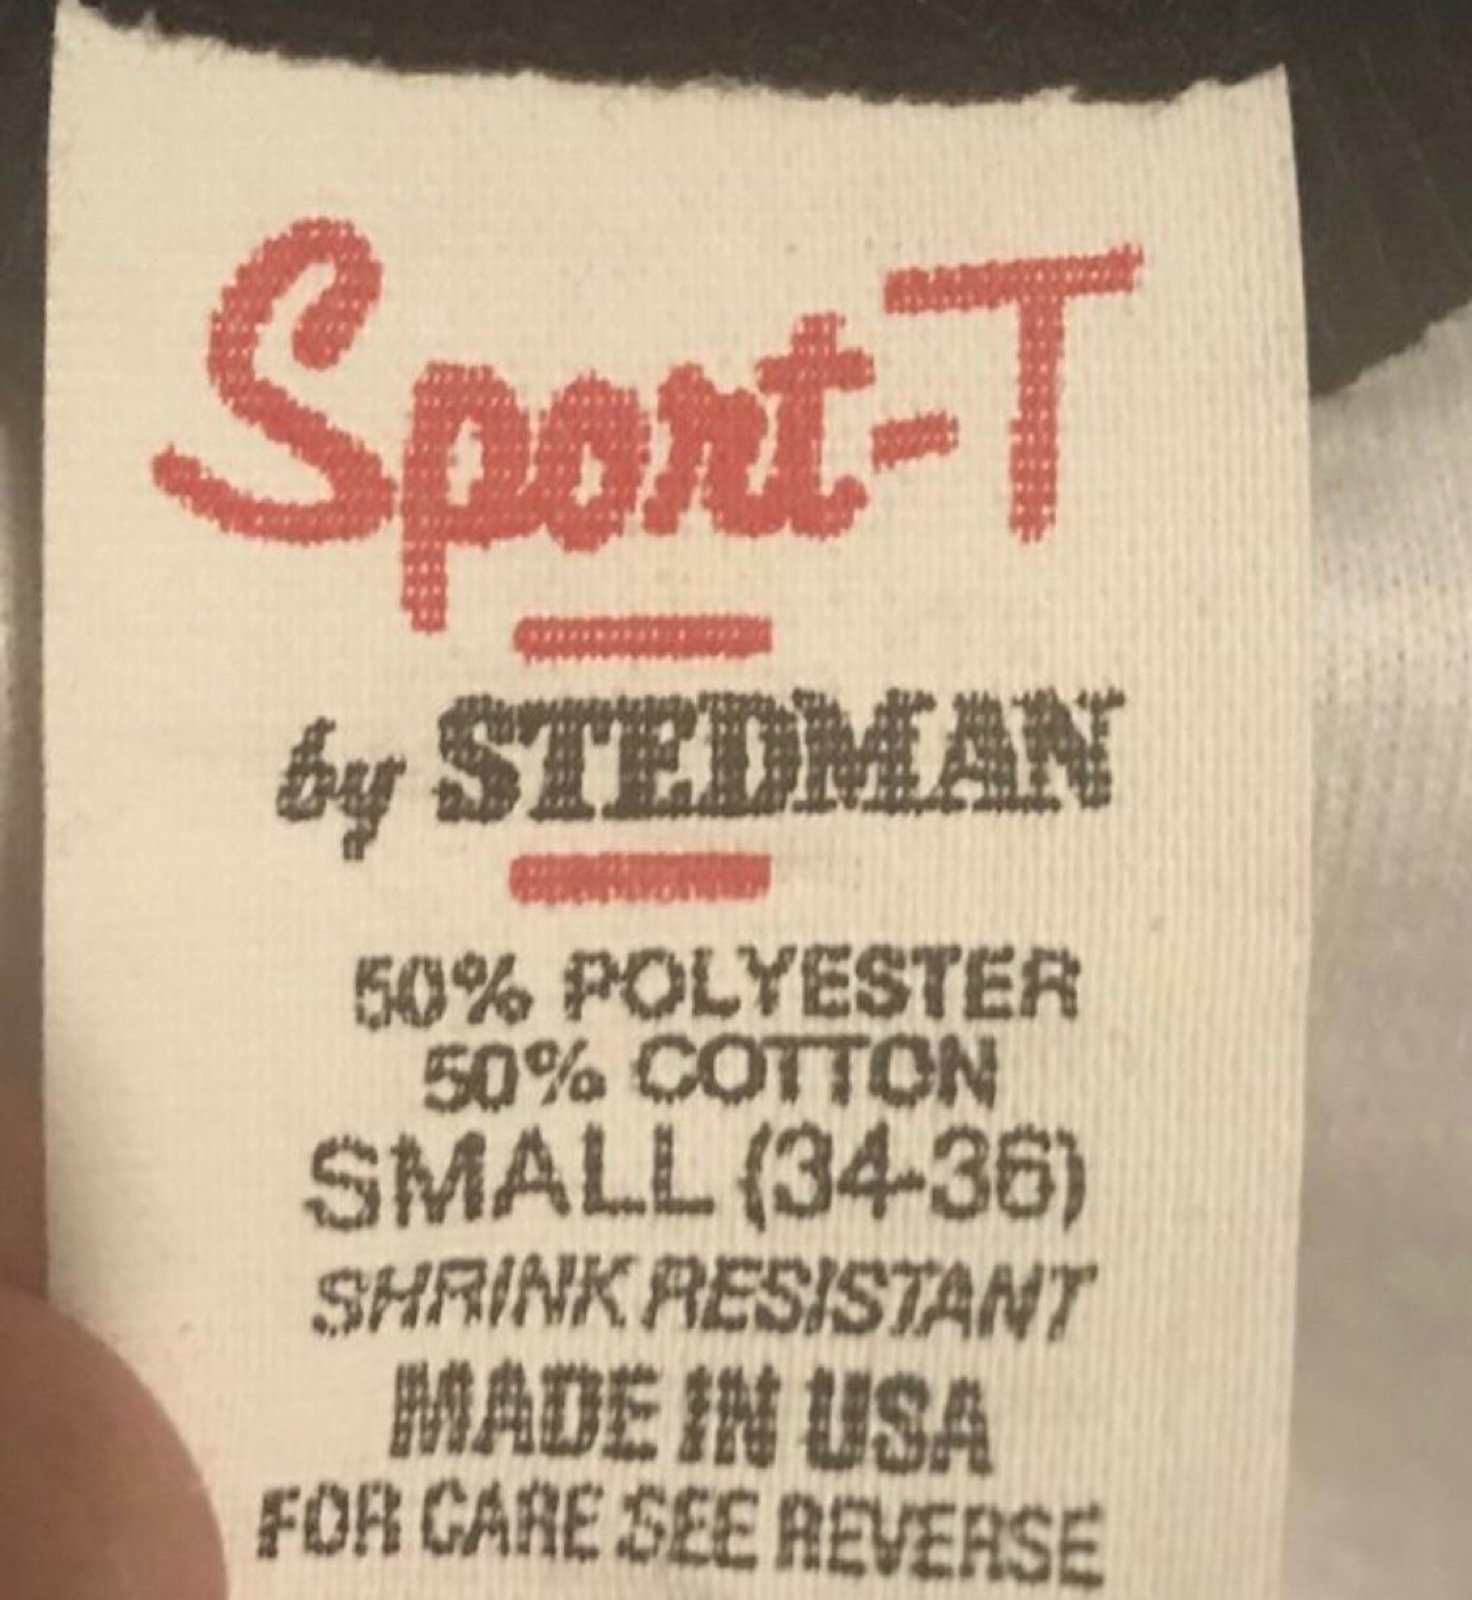 Sport-T
by STEDMAN
50% POLYESTER
50% COTTON
SMALL (34-36)
SHRINK RESISTANT
MADE IN USA
FOR CARE SEE REVERSE